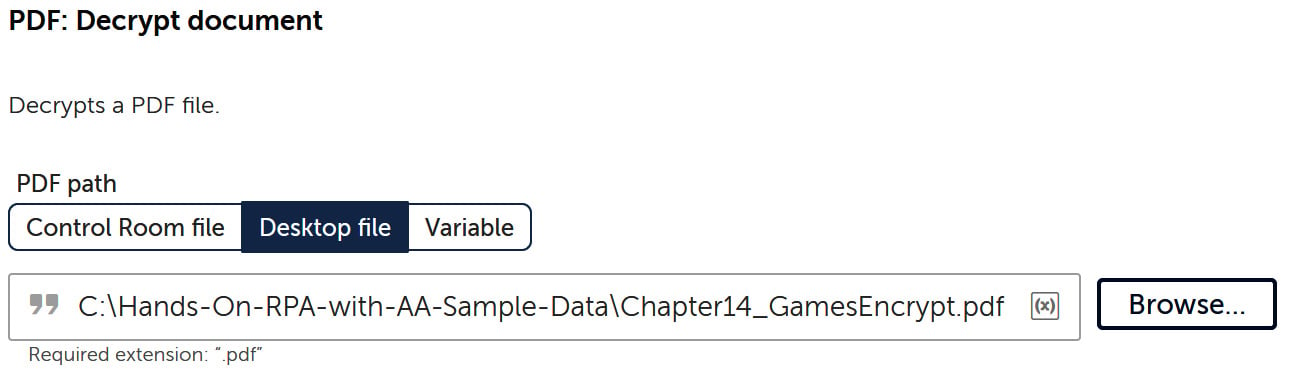 PDF: Decrypt document
Decrypts a PDF file.
PDF path
Control Room file Desktop file Variable
C:\Hands-On-RPA-with-AA-Sample-Data\Chapter14_GamesEncrypt.pdf (x) Browse...
Required extension: “.pdf”